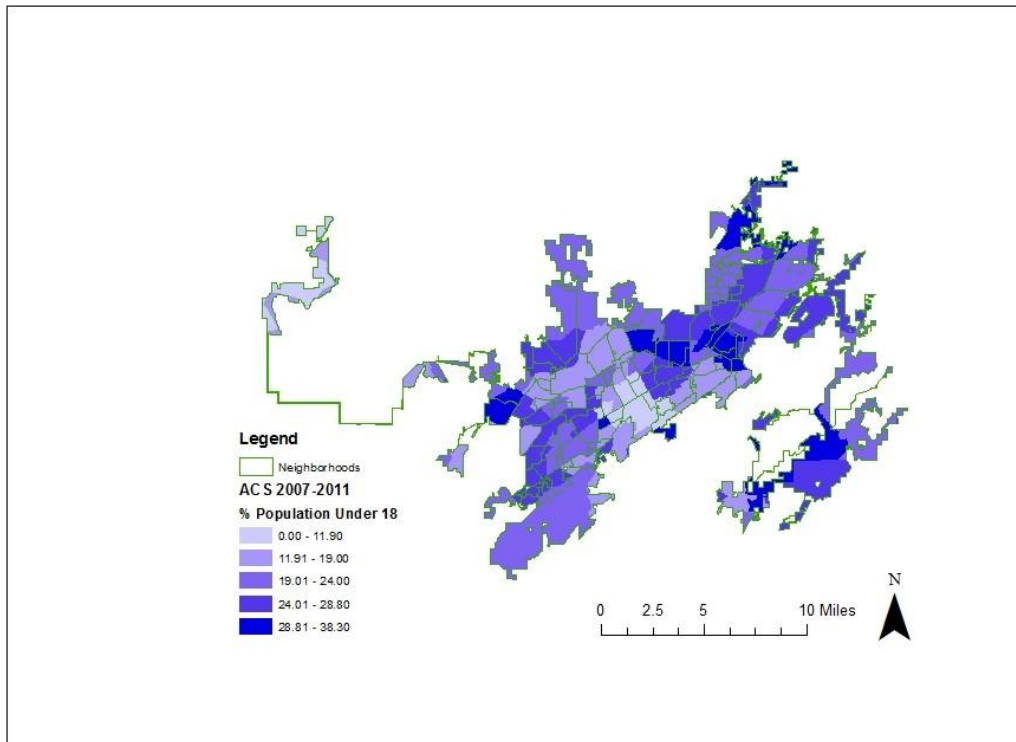 Legend
Neighborhoods
ACS 2007-2011
% Population Under 18
0.00 - 11.90
11.91 - 19.00
19.01 - 24.00
24.01 - 28.80
28.81 - 38.30
0 2.5 5 10 Miles
N